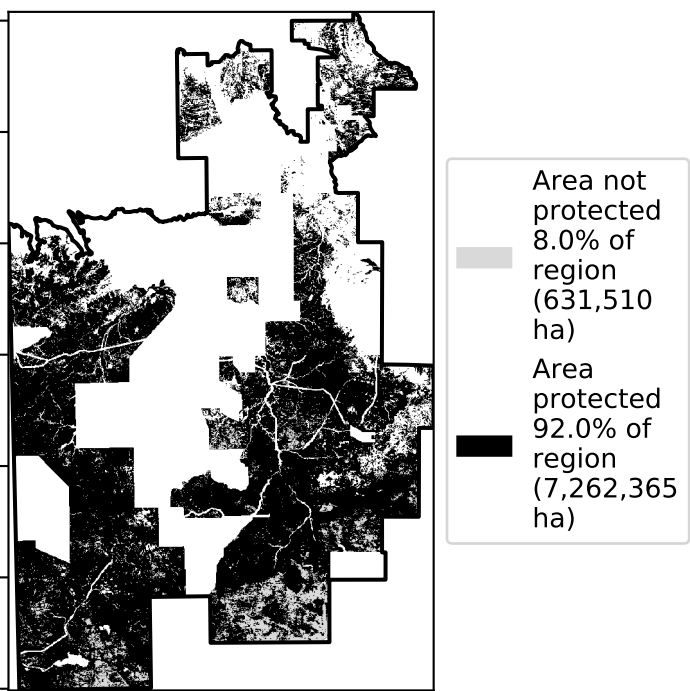 Area not
protected
8.0% of
region
(631,510
ha)
Area
protected
92.0% of
region
(7,262,365
ha)